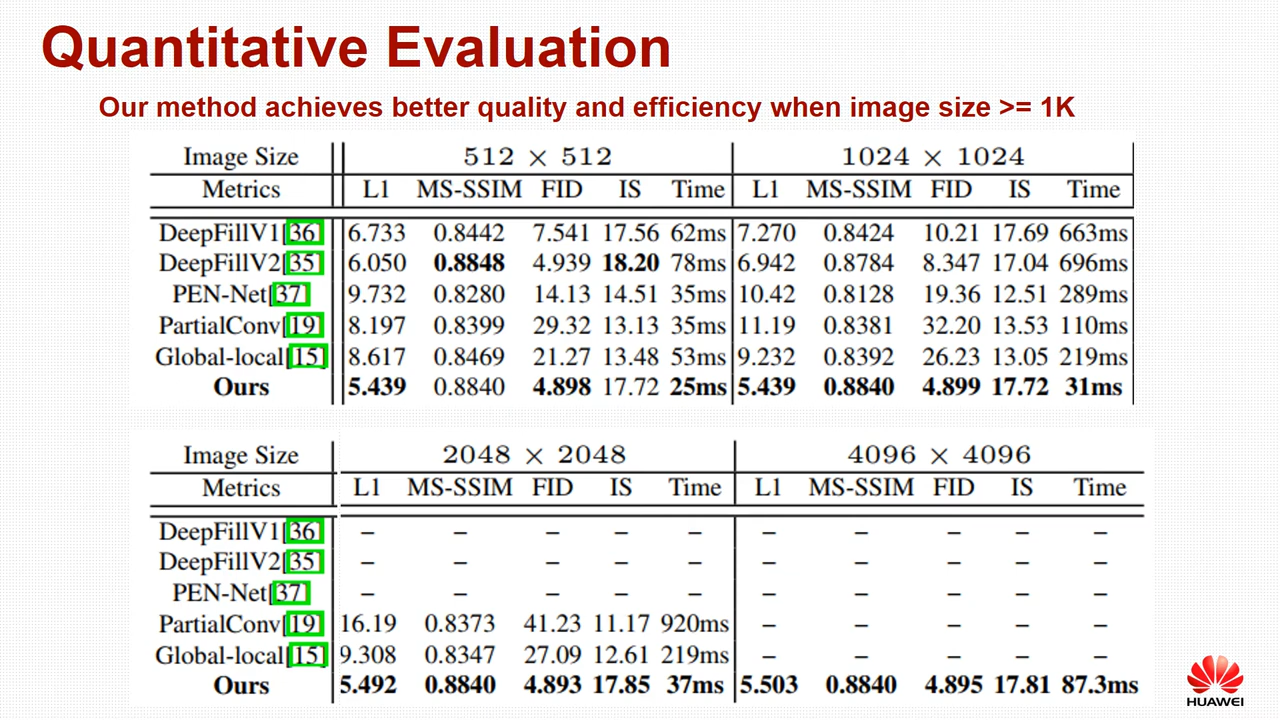 Quantitative Evaluation
Our method achieves better quality and efficiency when image size >= 1K
Image Size 512 × 512 1024 × 1024
Metrics L1 MS-SSIM FID IS Time L1 MS-SSIM FID IS Time
DeepFillV1[36] 6.733 0.8442 7.541 17.56 62ms 7.270 0.8424 10.21 17.69 663ms
DeepFillV2[35] 6.050 0.8848 4.939 18.20 78ms 6.942 0.8784 8.347 17.04 696ms
PEN-Net[37] 9.732 0.8280 14.13 14.51 35ms 10.42 0.8128 19.36 12.51 289ms
PartialConv[19] 8.197 0.8399 29.32 13.13 35ms 11.19 0.8381 32.20 13.53 110ms
Global-local[15] 8.617 0.8469 21.27 13.48 53ms 9.232 0.8392 26.23 13.05 219ms
Ours 5.439 0.8840 4.898 17.72 25ms 5.439 0.8840 4.899 17.72 31ms
Image Size 2048 × 2048 4096 × 4096
Metrics L1 MS-SSIM FID IS Time L1 MS-SSIM FID IS Time
DeepFillV1[36] – – – – – – – – – –
DeepFillV2[35] – – – – – – – – – –
PEN-Net[37] – – – – – – – – – –
PartialConv[19] 16.19 0.8373 41.23 11.17 920ms – – – – –
Global-local[15] 9.308 0.8347 27.09 12.61 219ms – – – – –
Ours 5.492 0.8840 4.893 17.85 37ms 5.503 0.8840 4.895 17.81 87.3ms
HUAWEI